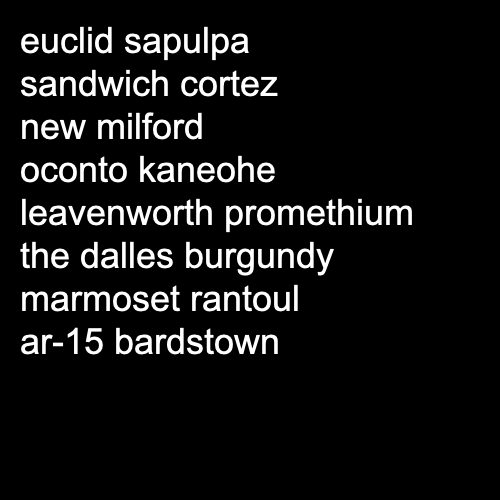 euclid sapulpa
sandwich cortez
new milford
oconto kaneohe
leavenworth promethium
the dalles burgundy
marmoset rantoul
ar-15 bardstown